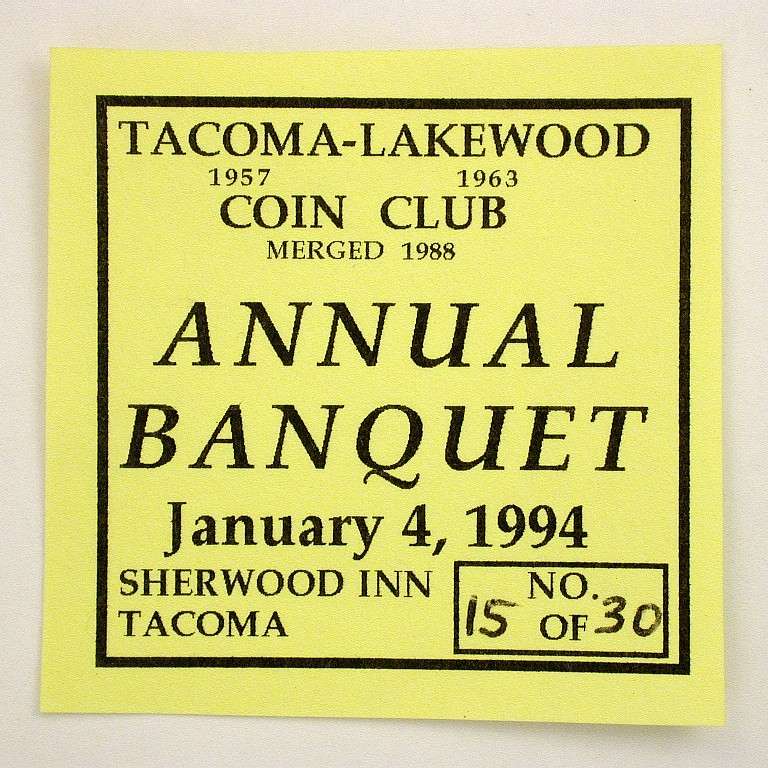 TACOMA-LAKEWOOD
1957 1963
COIN CLUB
MERGED 1988
ANNUAL
BANQUET
January 4, 1994
SHERWOOD INN
TACOMA
NO.
15 OF 30